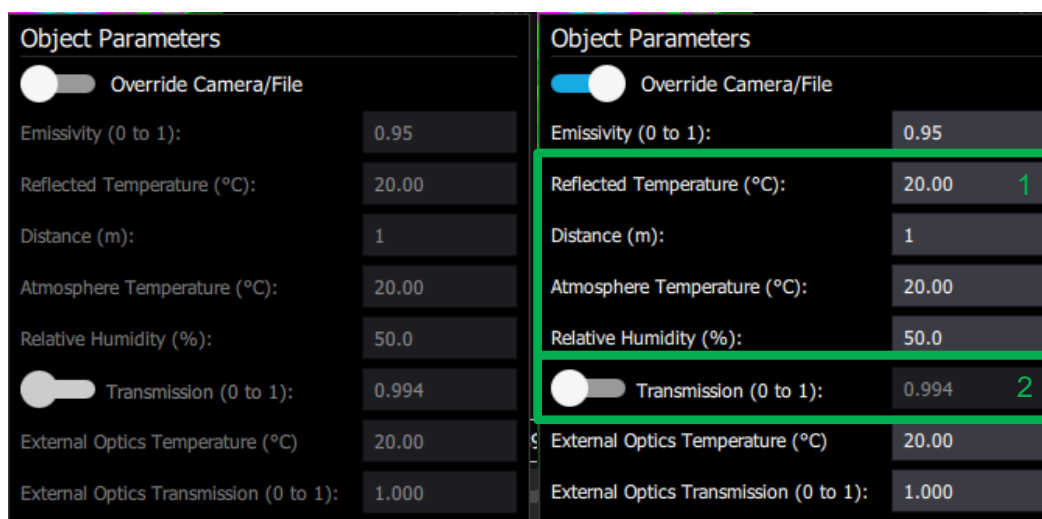 Object Parameters
Override Camera/File
Emissivity (0 to 1): 0.95
Reflected Temperature (°C): 20.00
Distance (m): 1
Atmosphere Temperature (°C): 20.00
Relative Humidity (%): 50.0
Transmission (0 to 1): 0.994
External Optics Temperature (°C) 20.00
External Optics Transmission (0 to 1): 1.000
Object Parameters
Override Camera/File
Emissivity (0 to 1): 0.95
Reflected Temperature (°C): 20.00 1
Distance (m): 1
Atmosphere Temperature (°C): 20.00
Relative Humidity (%): 50.0
Transmission (0 to 1): 0.994 2
External Optics Temperature (°C) 20.00
External Optics Transmission (0 to 1): 1.000